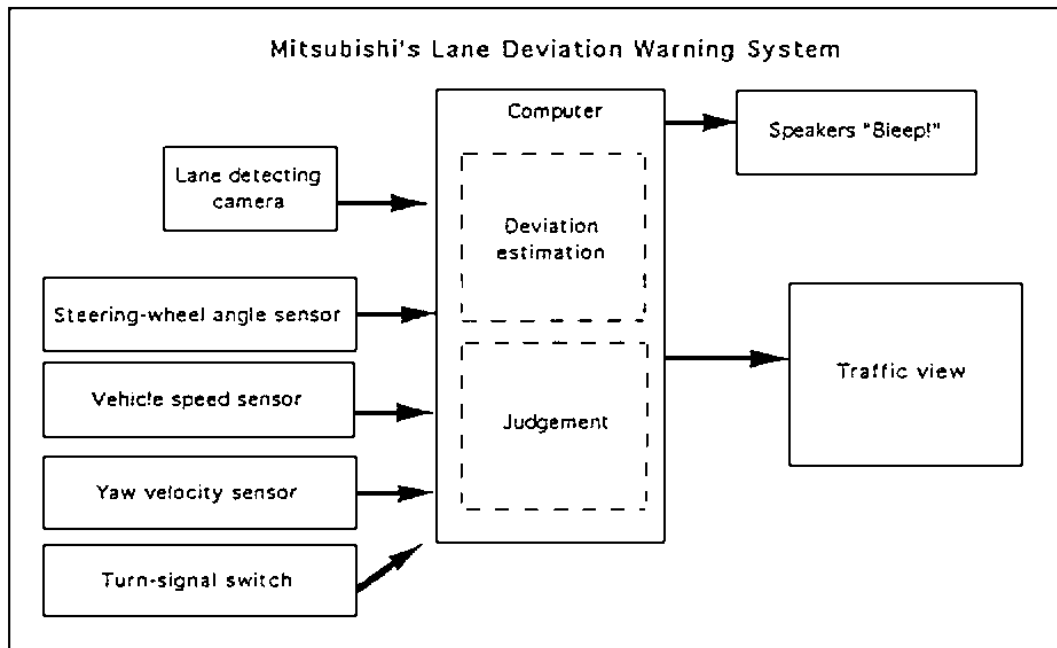 Mitsubishi's Lane Deviation Warning System
Computer
Speakers "Bleep!"
Lane detecting
camera
Deviation
estimation
Steering-wheel angle sensor
Traffic view
Vehicle speed sensor
Judgement
Yaw velocity sensor
Turn-signal switch